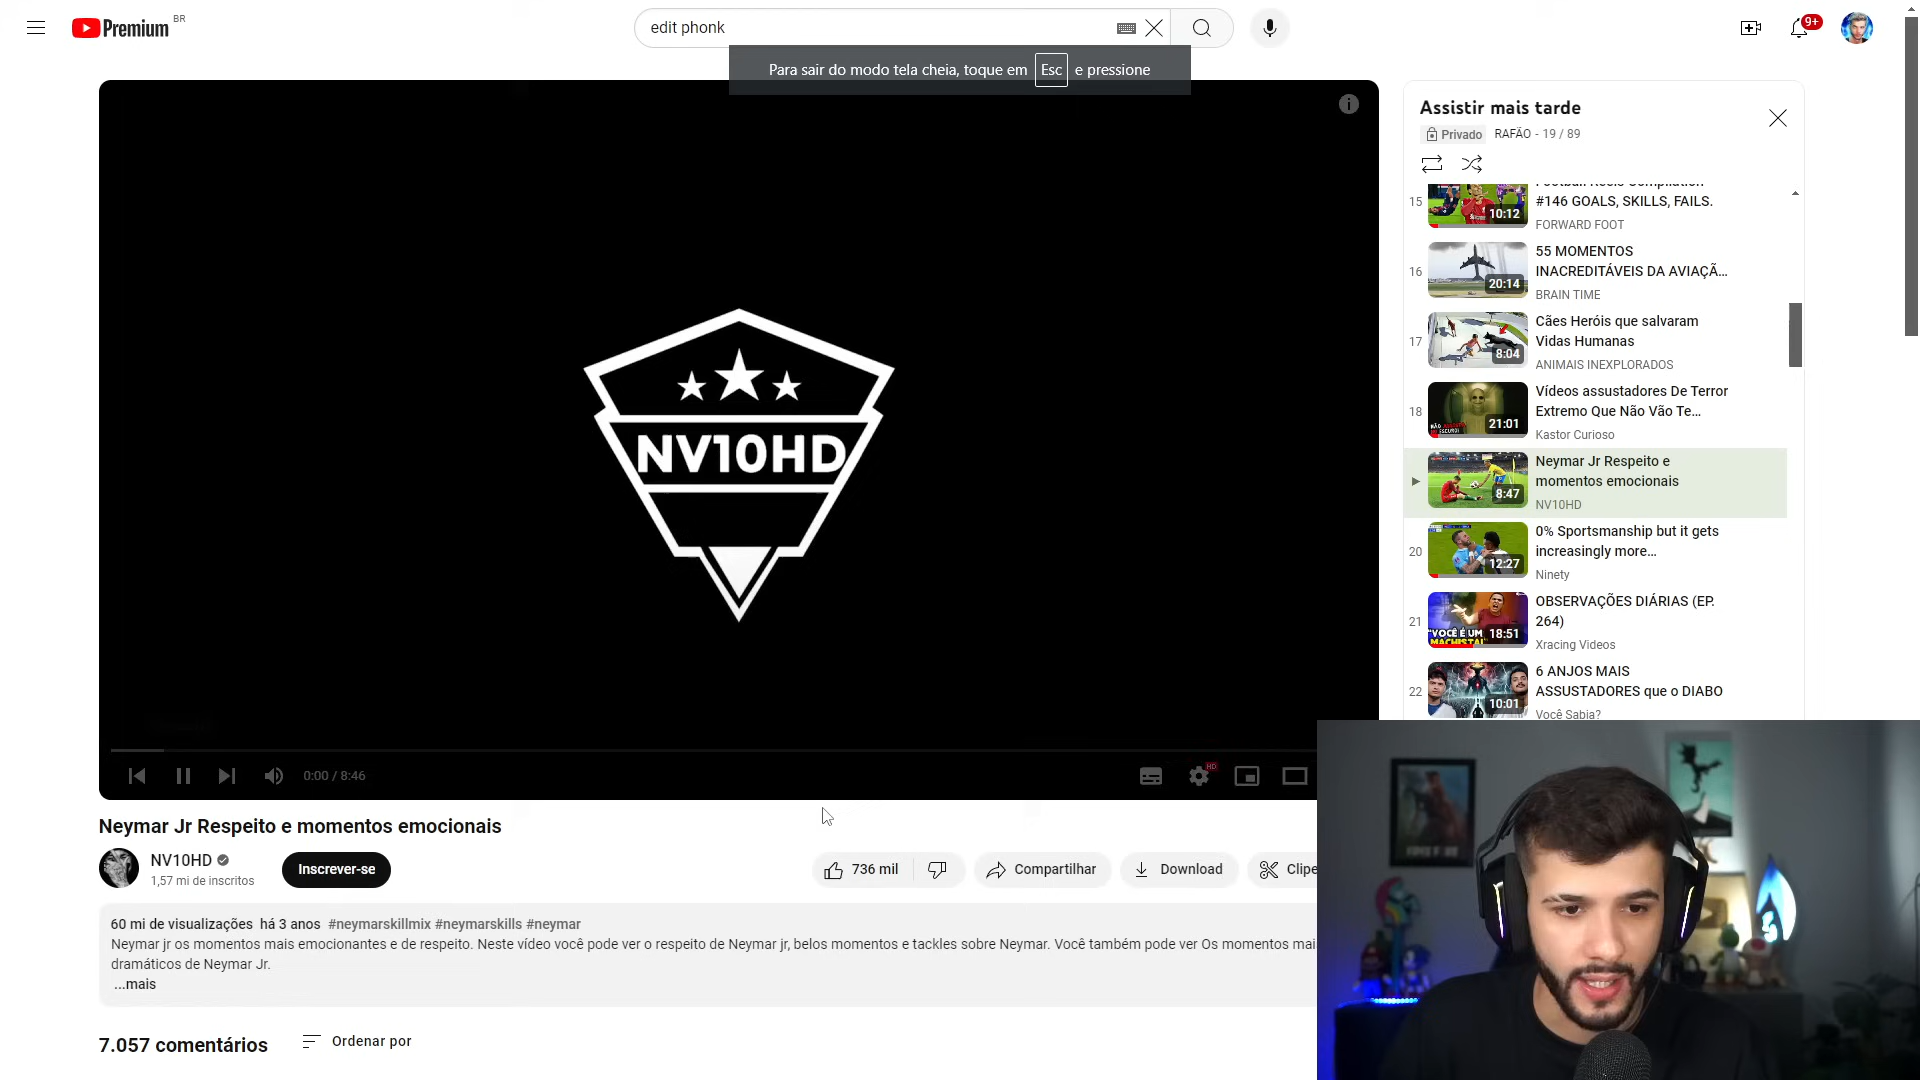 Premium BR
edit phonk
9+
Para sair do modo tela cheia, toque em Esc e pressione
NV10HD
0:00 / 8:46
HD
Neymar Jr Respeito e momentos emocionais
NV10HD
1,57 mi de inscritos
Inscrever-se
736 mil
Compartilhar
Download
Clipe
60 mi de visualizações há 3 anos #neymarskillmix #neymarskills #neymar
Neymar jr os momentos mais emocionantes e de respeito. Neste vídeo você pode ver o respeito de Neymar jr, belos momentos e tackles sobre Neymar. Você também pode ver Os momentos mai
dramáticos de Neymar Jr.
...mais
7.057 comentários
Ordenar por
Assistir mais tarde
Privado RAFÃO - 19 / 89
15
10:12
Football Reels Compilation
#146 GOALS, SKILLS, FAILS.
FORWARD FOOT
16
20:14
55 MOMENTOS
INACREDITÁVEIS DA AVIAÇÃ...
BRAIN TIME
17
8:04
Cães Heróis que salvaram
Vidas Humanas
ANIMAIS INEXPLORADOS
18
21:01
Vídeos assustadores De Terror
Extremo Que Não Vão Te...
Kastor Curioso
8:47
Neymar Jr Respeito e
momentos emocionais
NV10HD
20
12:27
0% Sportsmanship but it gets
increasingly more...
Ninety
21
"VOCÊ É UM
MACHISTA!"
18:51
OBSERVAÇÕES DIÁRIAS (EP.
264)
Xracing Videos
22
10:01
6 ANJOS MAIS
ASSUSTADORES que o DIABO
Você Sabia?